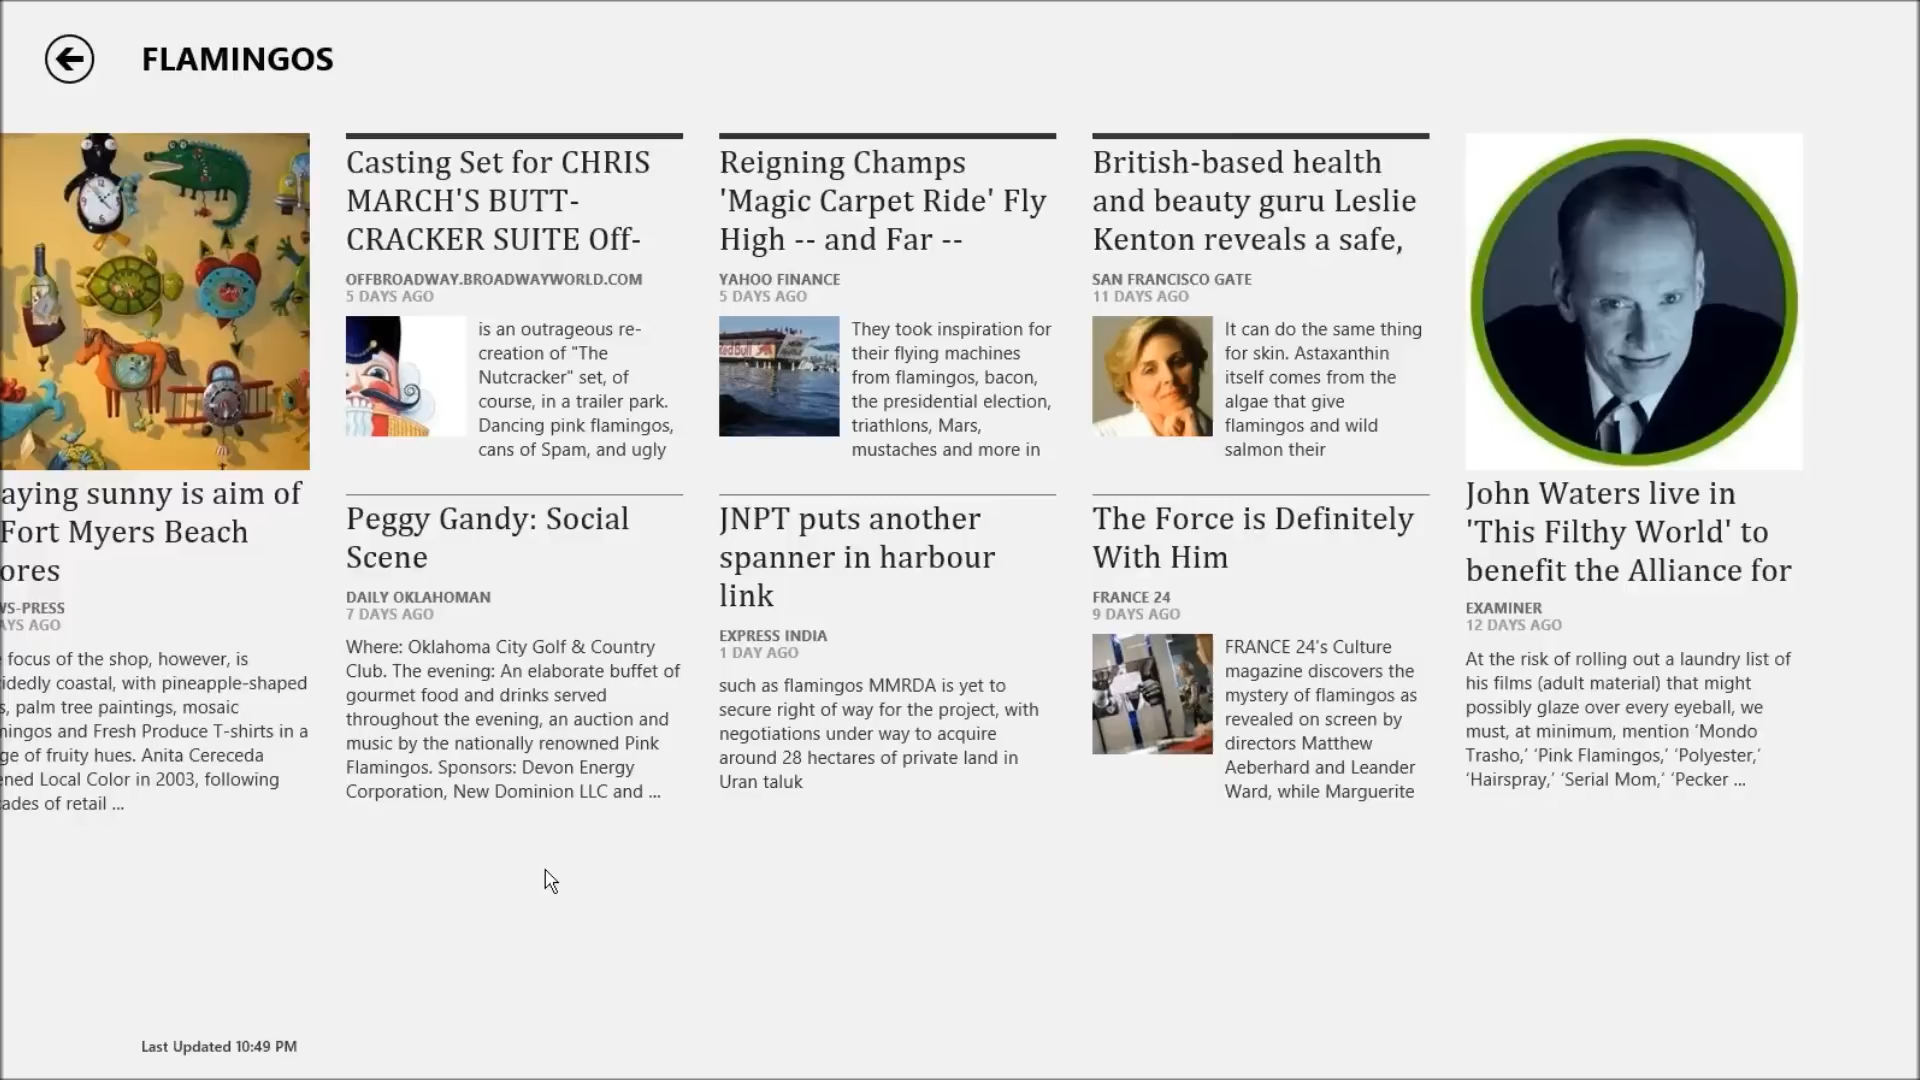 FLAMINGOS
aying sunny is aim of
Fort Myers Beach
ores
WS-PRESS
AYS AGO
focus of the shop, however, is
idedly coastal, with pineapple-shaped
s, palm tree paintings, mosaic
mingos and Fresh Produce T-shirts in a
ge of fruity hues. Anita Cereceda
ened Local Color in 2003, following
ades of retail ...
Casting Set for CHRIS
MARCH'S BUTT-
CRACKER SUITE Off-
OFFBROADWAY.BROADWAYWORLD.COM
5 DAYS AGO
is an outrageous re-
creation of "The
Nutcracker" set, of
course, in a trailer park.
Dancing pink flamingos,
cans of Spam, and ugly
Peggy Gandy: Social
Scene
DAILY OKLAHOMAN
7 DAYS AGO
Where: Oklahoma City Golf & Country
Club. The evening: An elaborate buffet of
gourmet food and drinks served
throughout the evening, an auction and
music by the nationally renowned Pink
Flamingos. Sponsors: Devon Energy
Corporation, New Dominion LLC and ...
Reigning Champs
'Magic Carpet Ride' Fly
High -- and Far --
YAHOO FINANCE
5 DAYS AGO
They took inspiration for
their flying machines
from flamingos, bacon,
the presidential election,
triathlons, Mars,
mustaches and more in
JNPT puts another
spanner in harbour
link
EXPRESS INDIA
1 DAY AGO
such as flamingos MMRDA is yet to
secure right of way for the project, with
negotiations under way to acquire
around 28 hectares of private land in
Uran taluk
British-based health
and beauty guru Leslie
Kenton reveals a safe,
SAN FRANCISCO GATE
11 DAYS AGO
It can do the same thing
for skin. Astaxanthin
itself comes from the
algae that give
flamingos and wild
salmon their
The Force is Definitely
With Him
FRANCE 24
9 DAYS AGO
FRANCE 24's Culture
magazine discovers the
mystery of flamingos as
revealed on screen by
directors Matthew
Aeberhard and Leander
Ward, while Marguerite
John Waters live in
'This Filthy World' to
benefit the Alliance for
EXAMINER
12 DAYS AGO
At the risk of rolling out a laundry list of
his films (adult material) that might
possibly glaze over every eyeball, we
must, at minimum, mention ‘Mondo
Trasho,’ ‘Pink Flamingos,’ ‘Polyester,’
‘Hairspray,’ ‘Serial Mom,’ ‘Pecker ...
Last Updated 10:49 PM